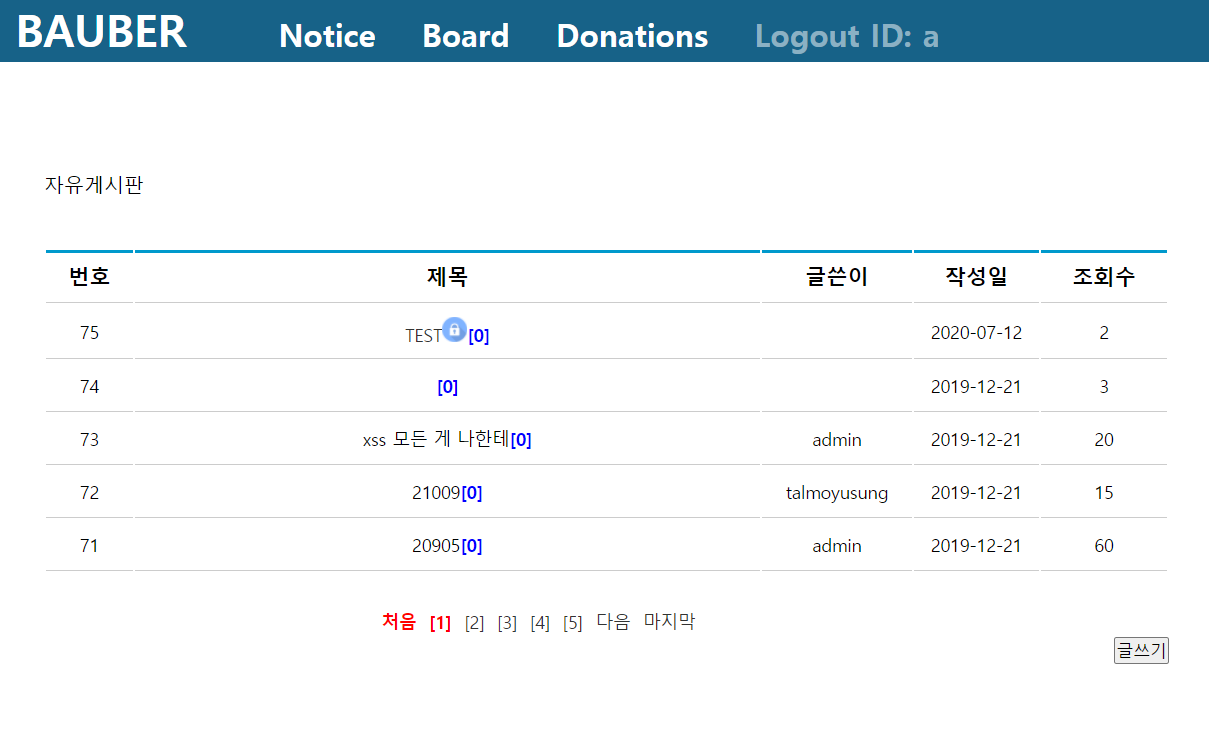 BAUBER Notice Board Donations Logout ID: a
자유게시판
번호 제목 글쓴이 작성일 조회수
75 TEST[0] 2020-07-12 2
74 [0] 2019-12-21 3
73 xss 모든 게 나한테[0] admin 2019-12-21 20
72 21009[0] talmoyusung 2019-12-21 15
71 20905[0] admin 2019-12-21 60
처음 [1] [2] [3] [4] [5] 다음 마지막
글쓰기